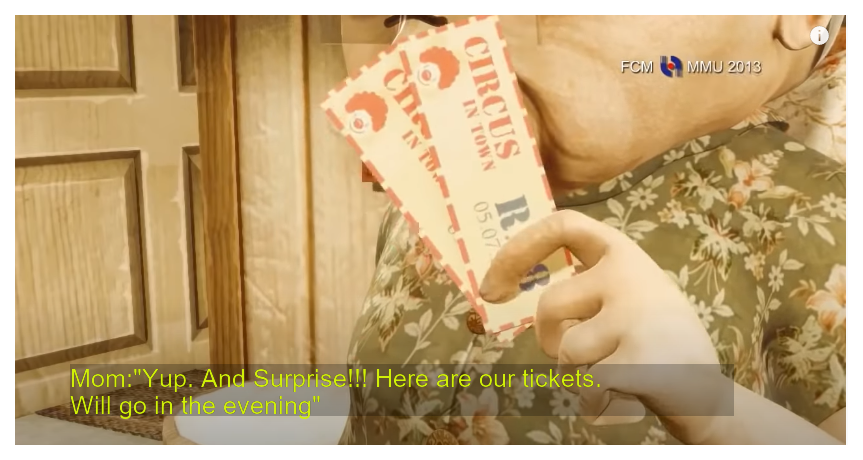 FCM MMU 2013
CIRCUS
IN TOWN
Mom:"Yup. And Surprise!!! Here are our tickets.
Will go in the evening"